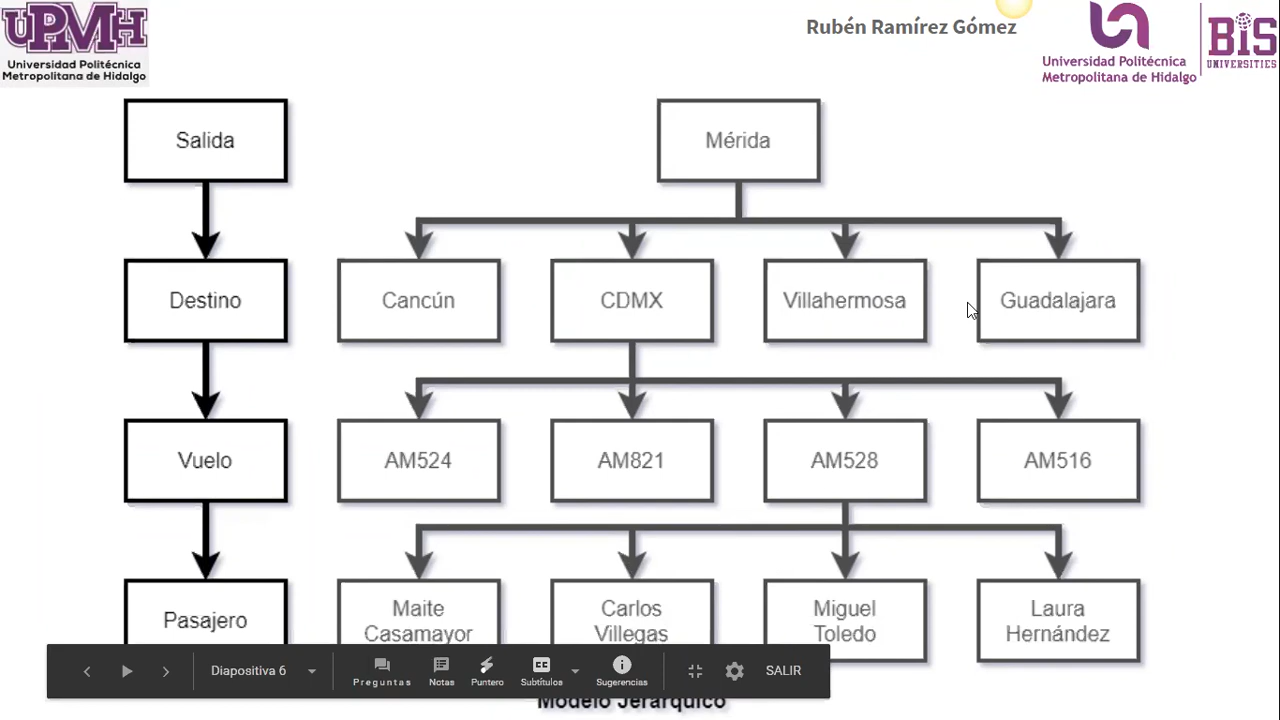 UPMH
Universidad Politécnica
Metropolitana de Hidalgo
Rubén Ramírez Gómez
Universidad Politécnica
Metropolitana de Hidalgo
BIS
UNIVERSITIES
Salida
Mérida
Destino
Cancún
CDMX
Villahermosa
Guadalajara
Vuelo
AM524
AM821
AM528
AM516
Pasajero
Maite
Casamayor
Carlos
Villegas
Miguel
Toledo
Laura
Hernández
Diapositiva 6
Preguntas
Notas
Puntero
CC
Subtítulos
Sugerencias
SALIR
Modelo Jerárquico